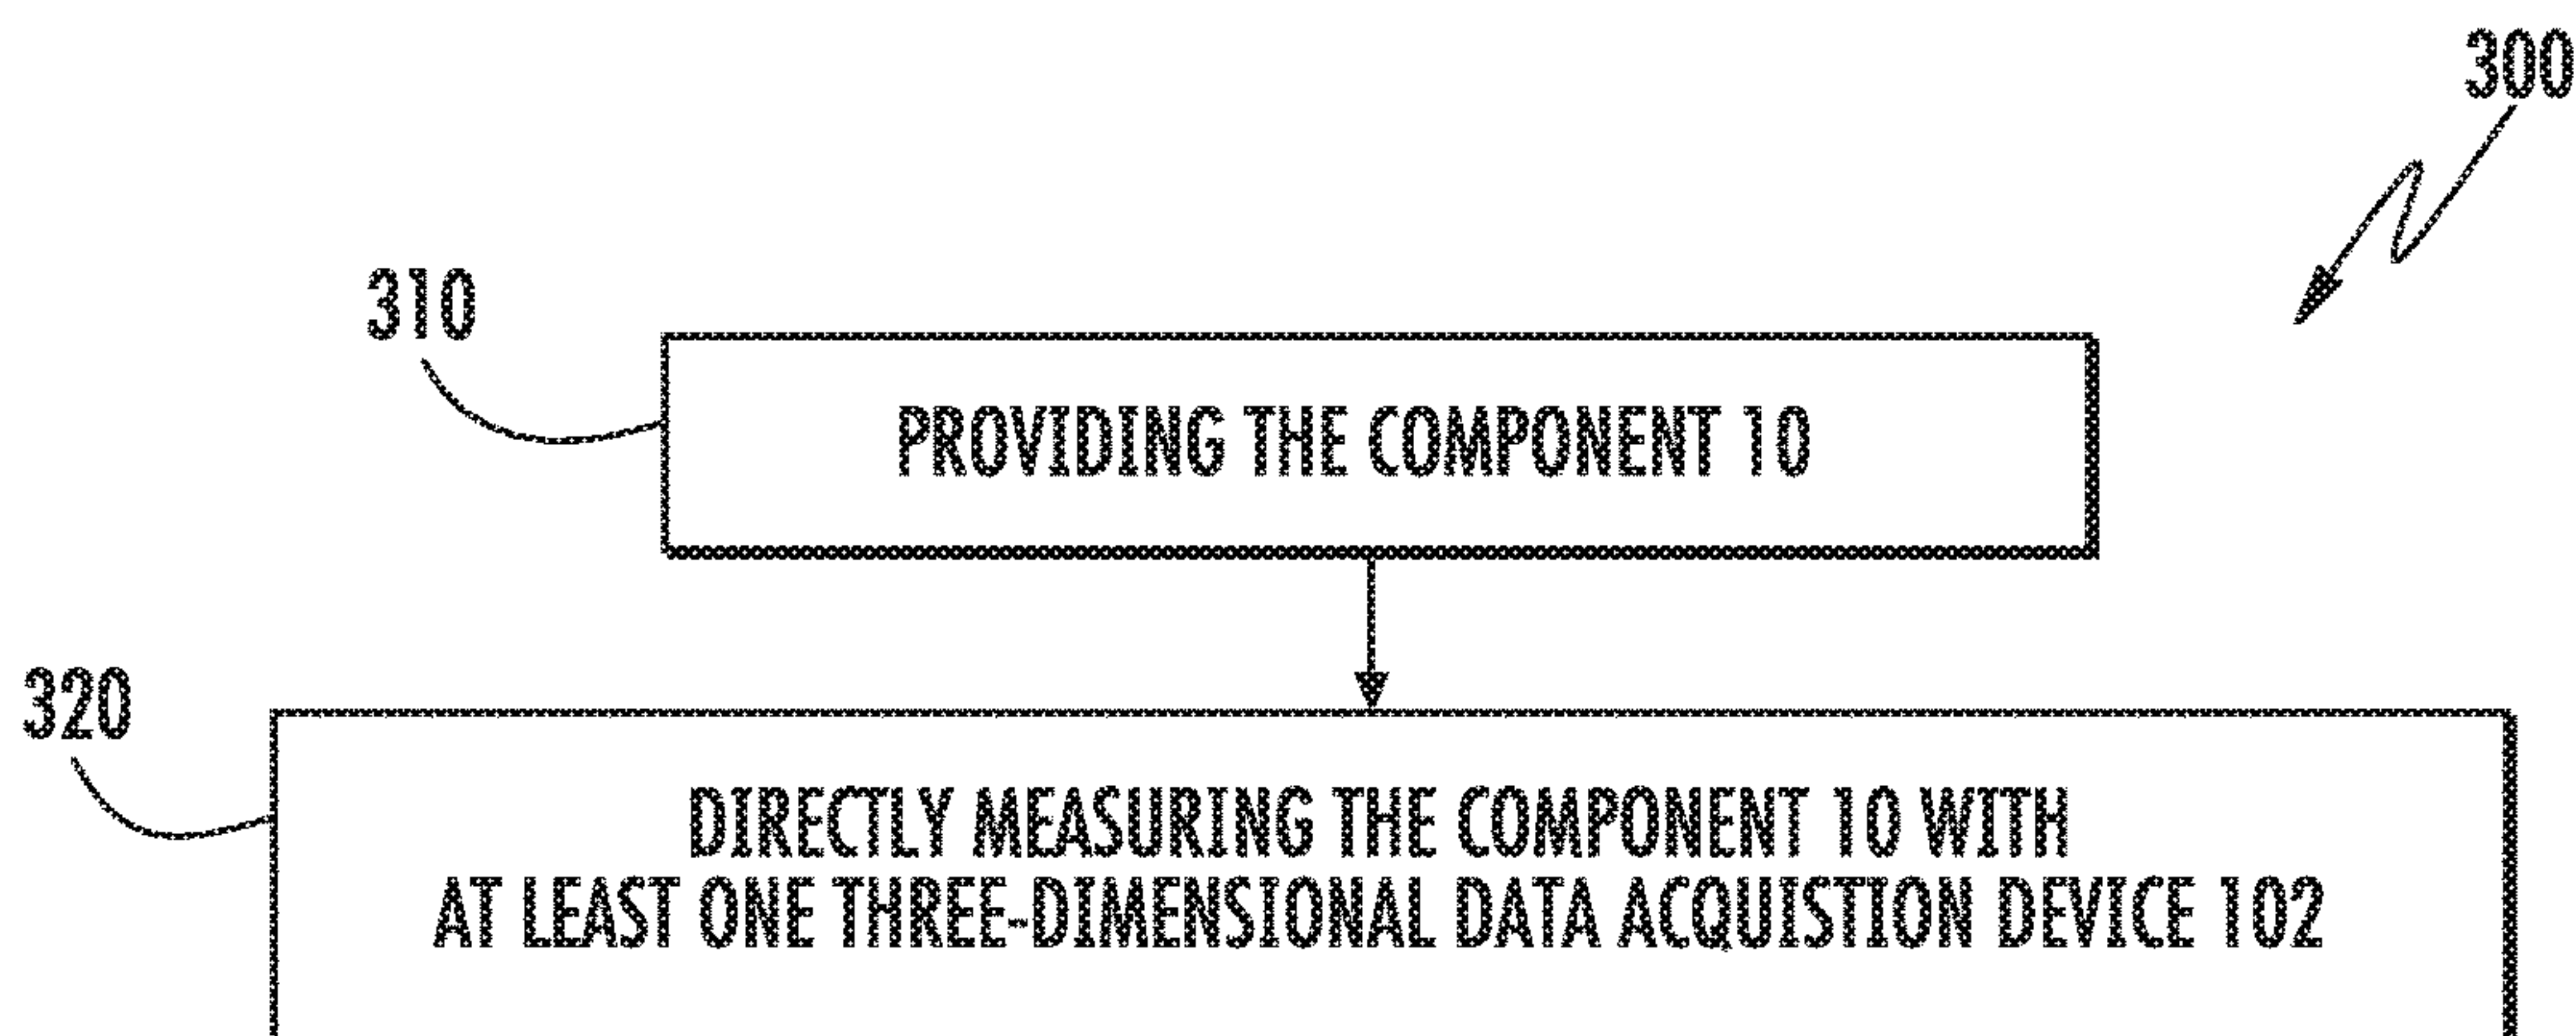 300
310
PROVIDING THE COMPONENT 10
320
DIRECTLY MEASURING THE COMPONENT 10 WITH
AT LEAST ONE THREE-DIMENSIONAL DATA ACQUISTION DEVICE 102